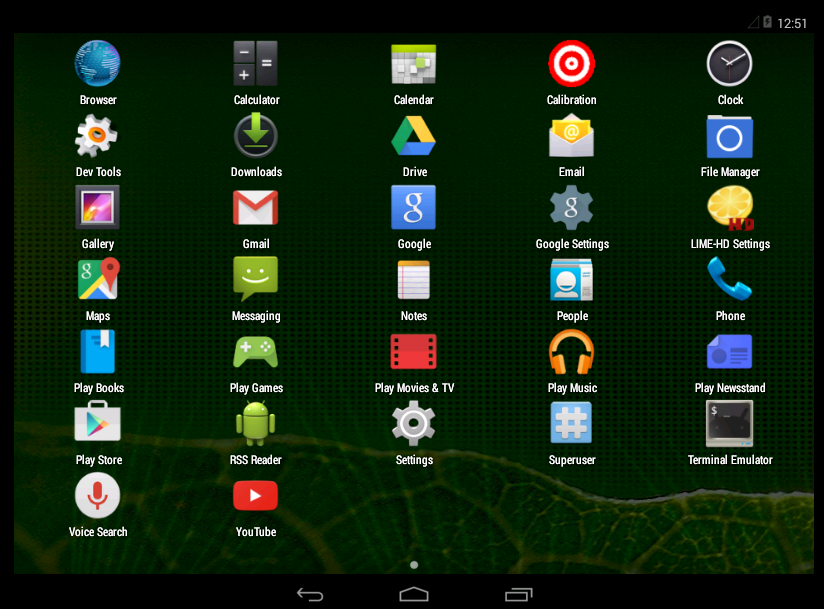 12:51
Browser
Calculator
Calendar
Calibration
Clock
Dev Tools
Downloads
@
Drive
Email
File Manager
g
g
HD
Gallery
Gmail
Google
Google Settings
LIME-HD Settings
g
Maps
Messaging
Notes
People
Phone
Play Books
Play Games
Play Movies & TV
Play Music
Play Newsstand
$
Play Store
RSS Reader
Settings
Superuser
Terminal Emulator
Voice Search
YouTube